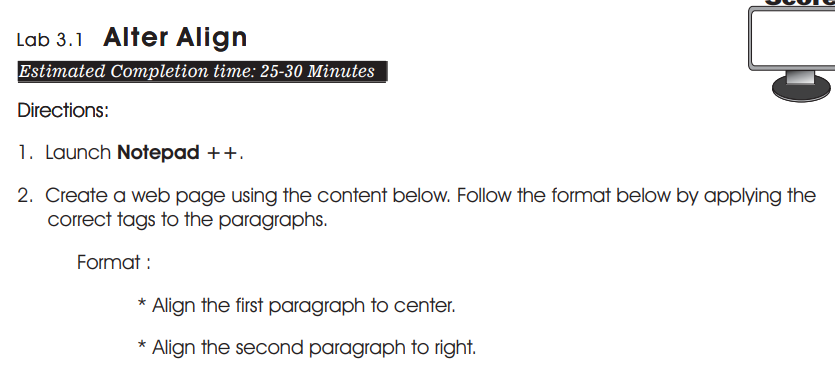 Score
Lab 3.1 Alter Align
Estimated Completion time: 25-30 Minutes
Directions:
1. Launch Notepad ++.
2. Create a web page using the content below. Follow the format below by applying the
correct tags to the paragraphs.
Format :
* Align the first paragraph to center.
* Align the second paragraph to right.